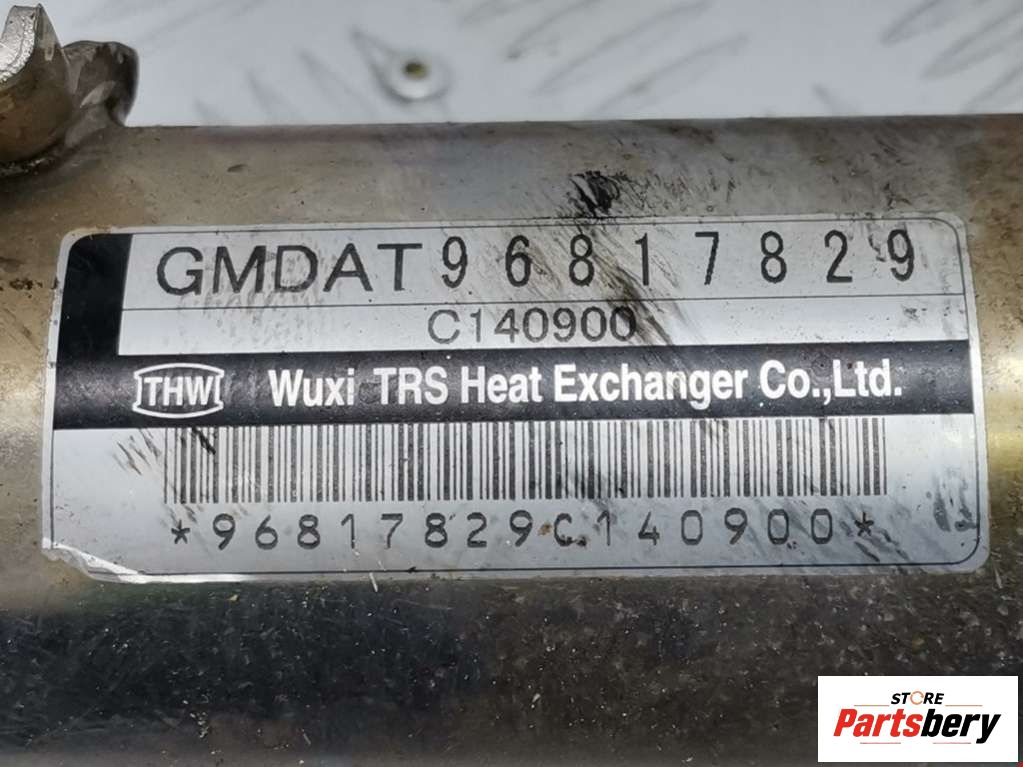 GMDAT 96817829
C140900
THW Wuxi TRS Heat Exchanger Co.,Ltd.
*96817829C140900*
STORE
Partsbery